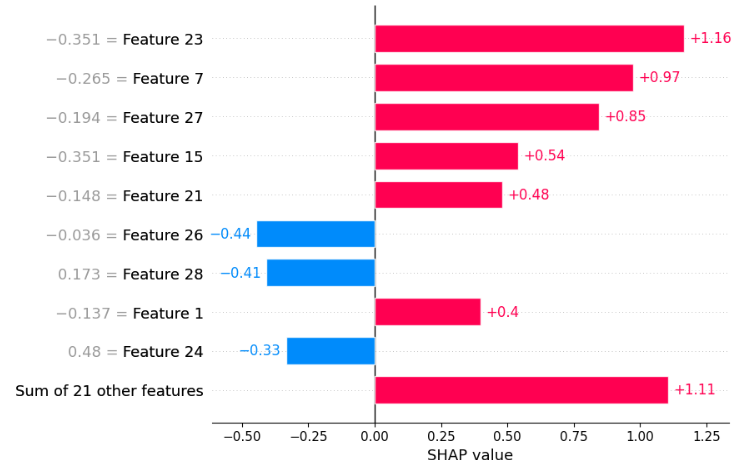 −0.351 = Feature 23
+1.16
−0.265 = Feature 7
+0.97
−0.194 = Feature 27
+0.85
−0.351 = Feature 15
+0.54
−0.148 = Feature 21
+0.48
−0.036 = Feature 26
−0.44
0.173 = Feature 28
−0.41
−0.137 = Feature 1
+0.4
0.48 = Feature 24
−0.33
Sum of 21 other features
+1.11
−0.50 −0.25 0.00 0.25 0.50 0.75 1.00 1.25
SHAP value